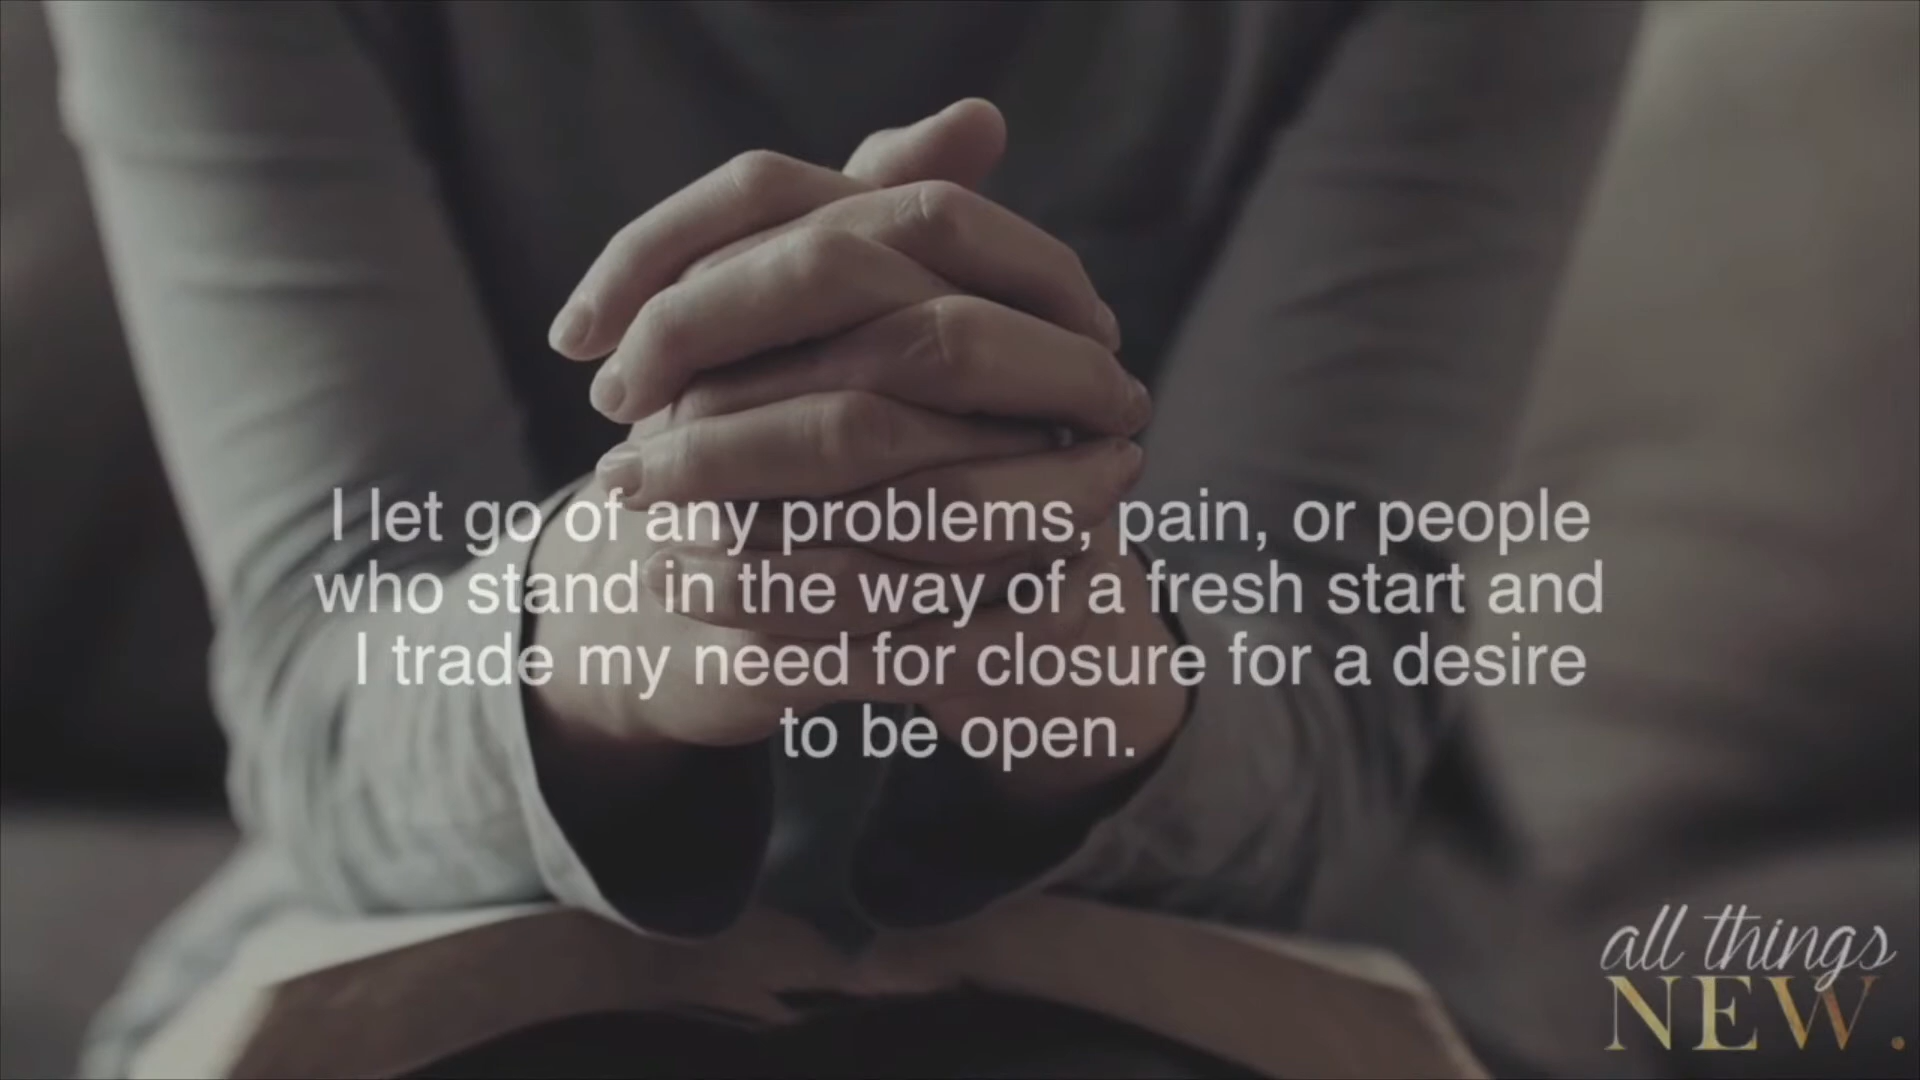 I let go of any problems, pain, or people
who stand in the way of a fresh start and
I trade my need for closure for a desire
to be open.
all things
NEW.